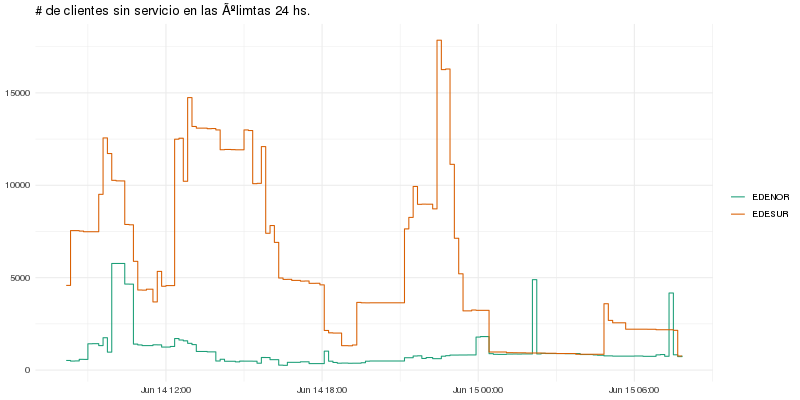 # de clientes sin servicio en las Ãºlimtas 24 hs.
15000
10000
5000
0
Jun 14 12:00
Jun 14 18:00
Jun 15 00:00
Jun 15 06:00
EDENOR
EDESUR